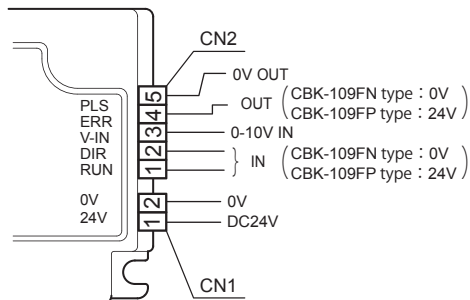 CN2
5 0V OUT
PLS 4 OUT (CBK-109FN type：0V
CBK-109FP type：24V)
ERR
V-IN 3 0-10V IN
DIR 2 IN (CBK-109FN type：0V
RUN 1 CBK-109FP type：24V)
0V 2 0V
24V 1 DC24V
CN1